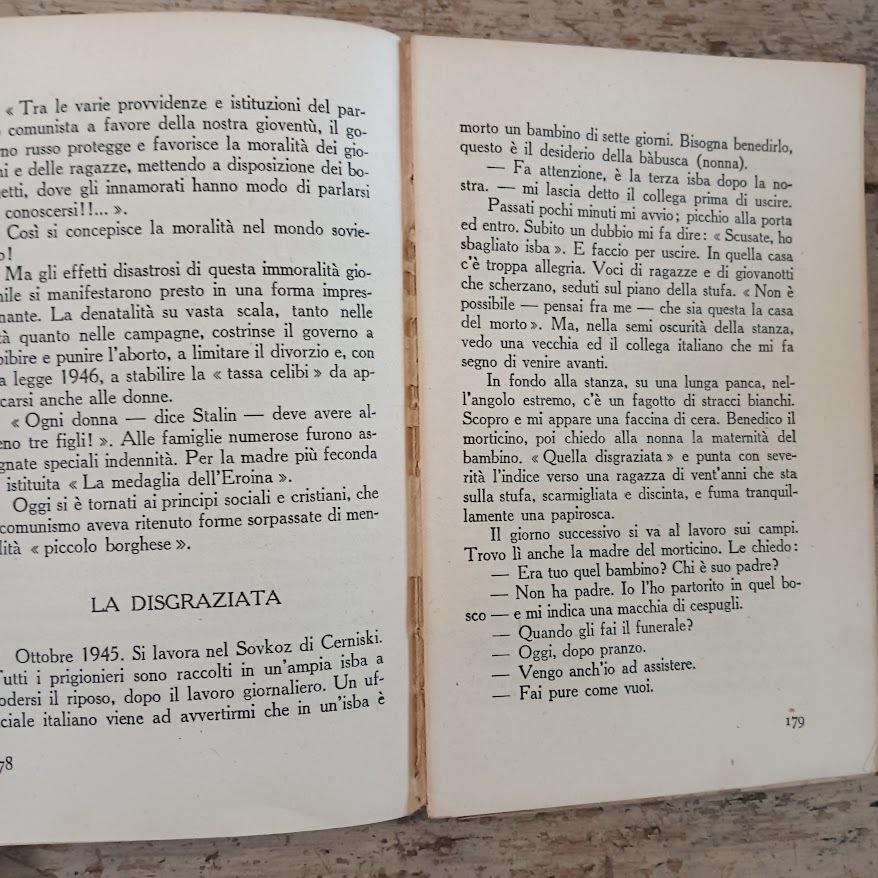 « Tra le varie provvidenze e istituzioni del par-
comunista a favore della nostra gioventù, il go-
no russo protegge e favorisce la moralità dei gio-
i e delle ragazze, mettendo a disposizione dei bo-
etti, dove gli innamorati hanno modo di parlarsi
conoscersi!!... ».
Così si concepisce la moralità nel mondo sovie-
o!
Ma gli effetti disastrosi di questa immoralità gio-
nile si manifestarono presto in una forma impres-
nante. La denatalità su vasta scala, tanto nelle
tà quanto nelle campagne, costrinse il governo a
ibire e punire l'aborto, a limitare il divorzio e, con
a legge 1946, a stabilire la « tassa celibi » da ap-
carsi anche alle donne.
« Ogni donna — dice Stalin — deve avere al-
eno tre figli! ». Alle famiglie numerose furono as-
gnate speciali indennità. Per la madre più feconda
istituita « La medaglia dell'Eroina ».
Oggi si è tornati ai principi sociali e cristiani, che
comunismo aveva ritenuto forme sorpassate di men-
lità « piccolo borghese ».
LA DISGRAZIATA
Ottobre 1945. Si lavora nel Sovkoz di Cerniski.
Tutti i prigionieri sono raccolti in un'ampia isba a
odersi il riposo, dopo il lavoro giornaliero. Un uf-
ciale italiano viene ad avvertirmi che in un'isba è
78
morto un bambino di sette giorni. Bisogna benedirlo,
questo è il desiderio della bàbusca (nonna).
— Fa attenzione, è la terza isba dopo la no-
stra. — mi lascia detto il collega prima di uscire.
Passati pochi minuti mi avvio; picchio alla porta
ed entro. Subito un dubbio mi fa dire: « Scusate, ho
sbagliato isba ». E faccio per uscire. In quella casa
c'è troppa allegria. Voci di ragazze e di giovanotti
che scherzano, seduti sul piano della stufa. « Non è
possibile — pensai fra me — che sia questa la casa
del morto ». Ma, nella semi oscurità della stanza,
vedo una vecchia ed il collega italiano che mi fa
segno di venire avanti.
In fondo alla stanza, su una lunga panca, nel-
l'angolo estremo, c'è un fagotto di stracci bianchi.
Scopro e mi appare una faccina di cera. Benedico il
morticino, poi chiedo alla nonna la maternità del
bambino. « Quella disgraziata » e punta con seve-
rità l'indice verso una ragazza di vent'anni che sta
sulla stufa, scarmigliata e discinta, e fuma tranquil-
lamente una papirosca.
Il giorno successivo si va al lavoro sui campi.
Trovo lì anche la madre del morticino. Le chiedo:
— Era tuo quel bambino? Chi è suo padre?
— Non ha padre. Io l'ho partorito in quel bo-
sco — e mi indica una macchia di cespugli.
— Quando gli fai il funerale?
— Oggi, dopo pranzo.
— Vengo anch'io ad assistere.
— Fai pure come vuoi.
179